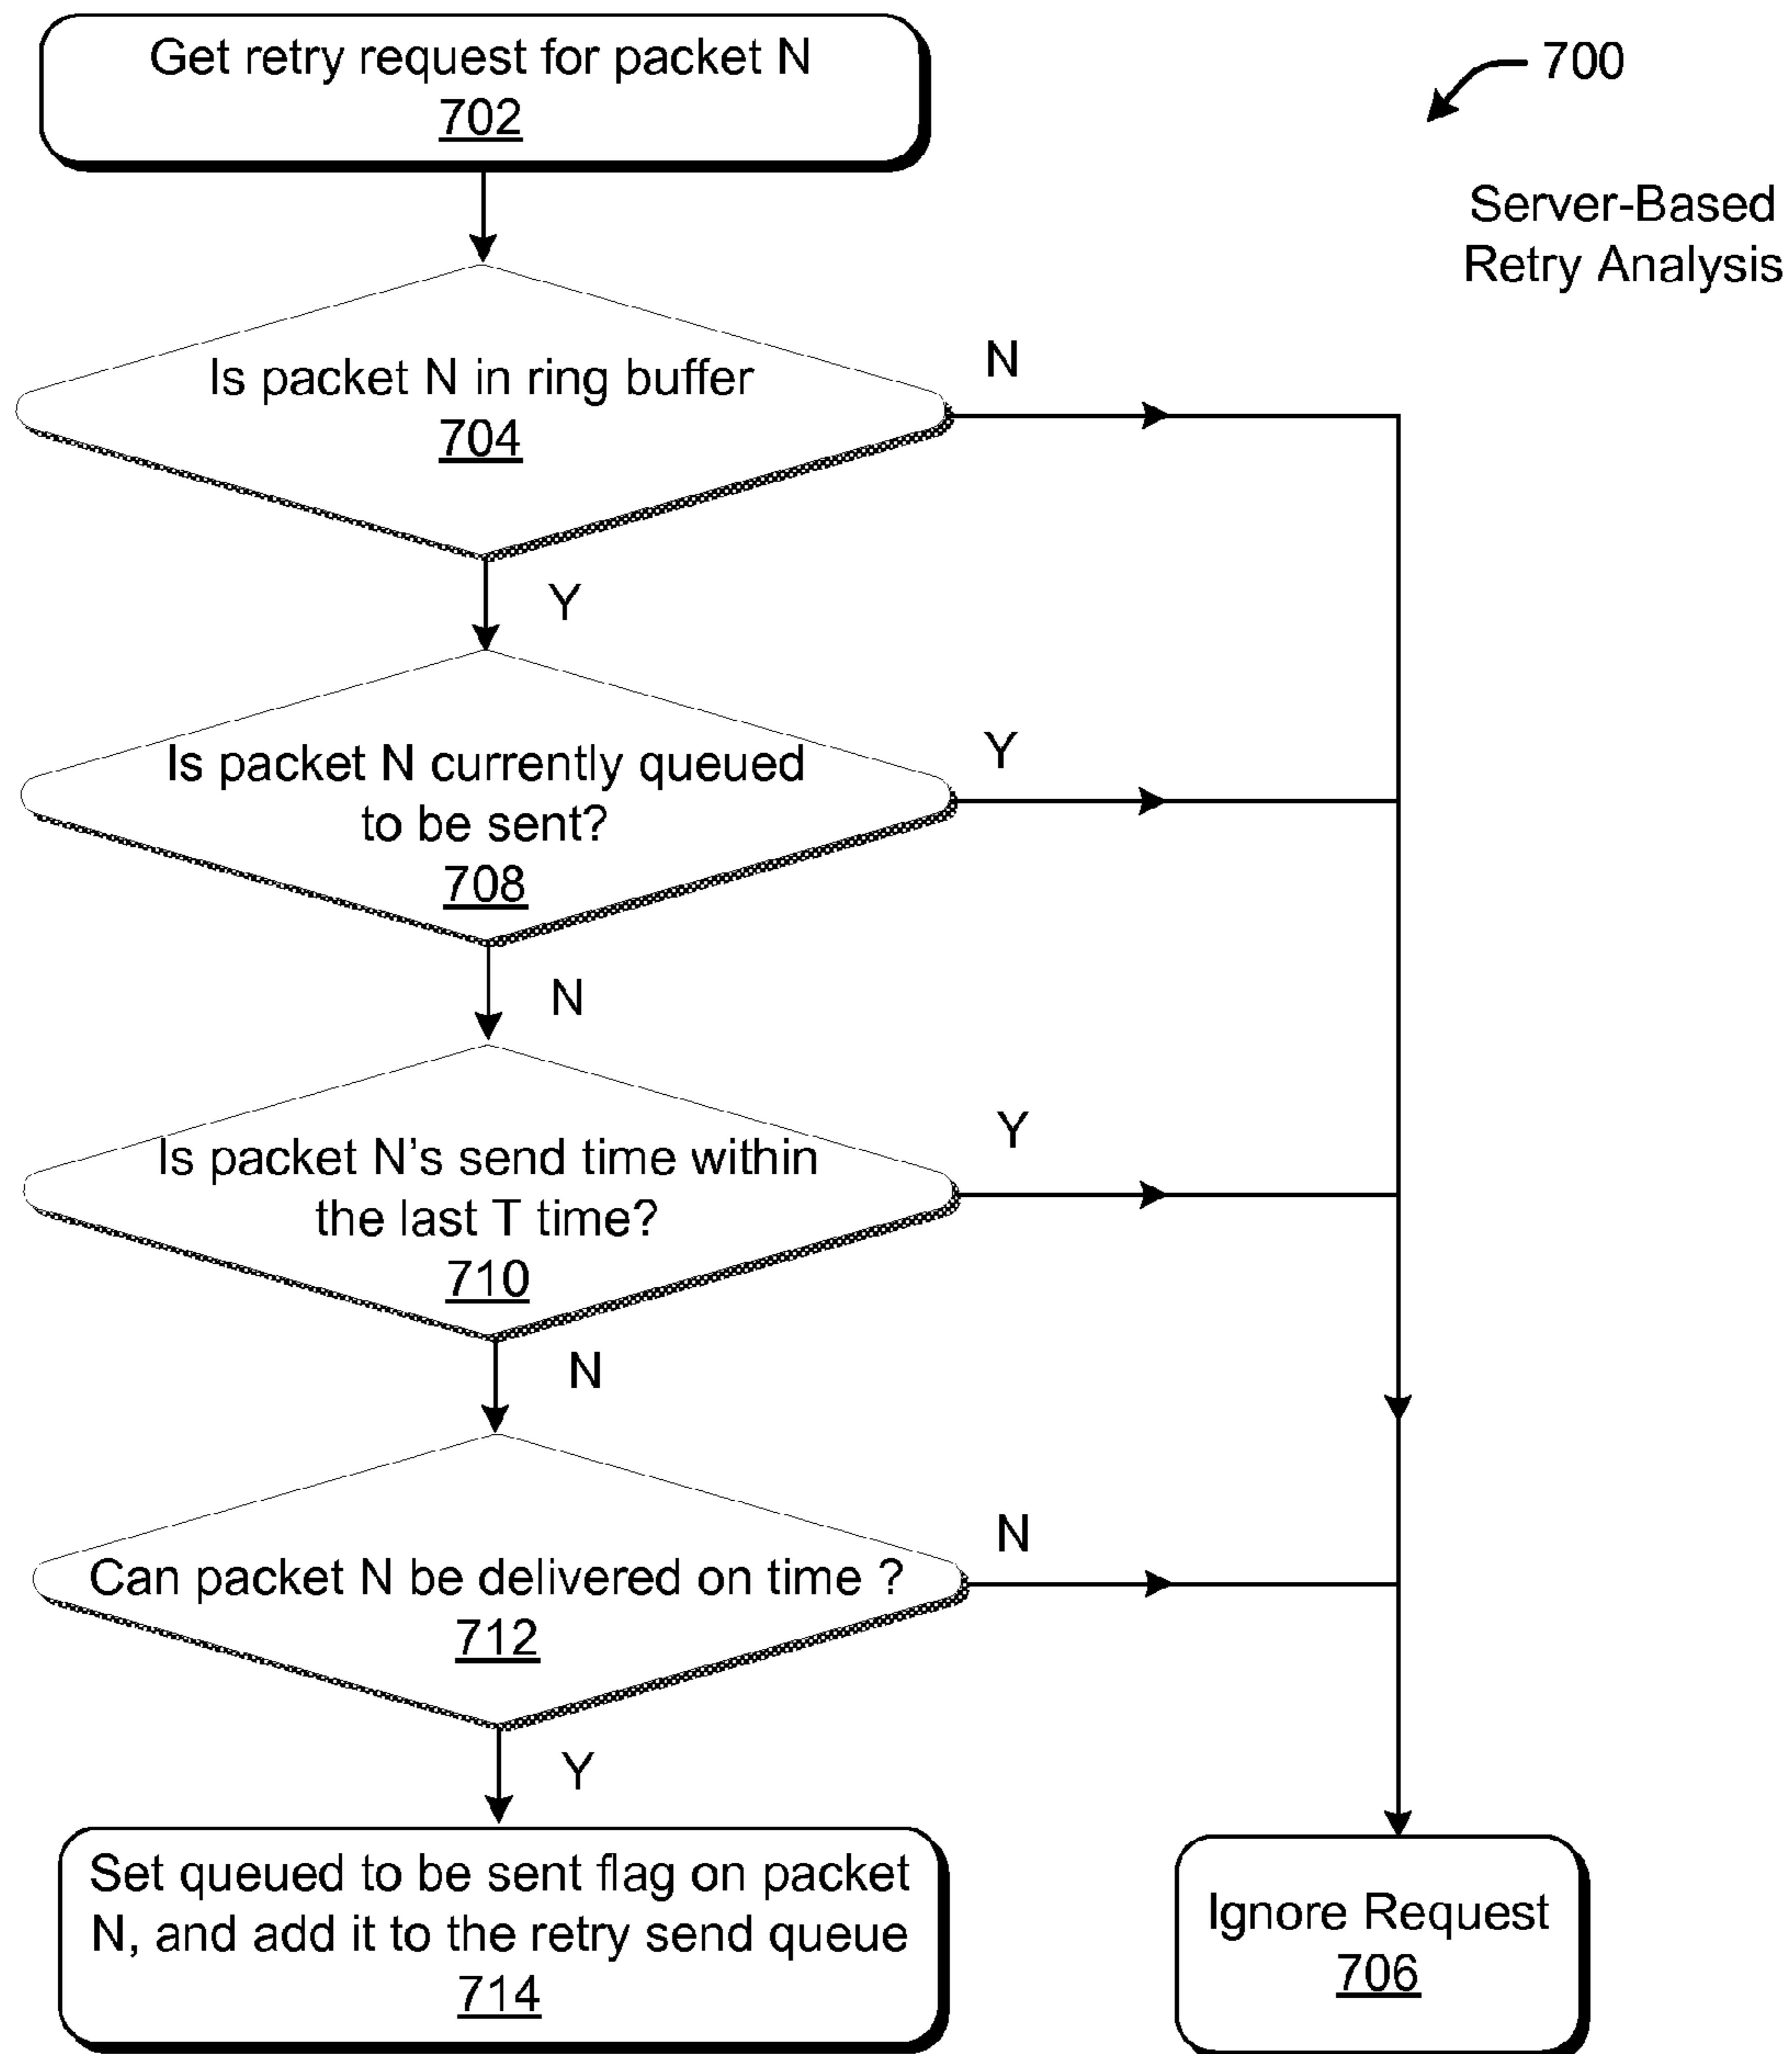 Get retry request for packet N
702
700
Server-Based
Retry Analysis
Is packet N in ring buffer
704
N
Y
Is packet N currently queued
to be sent?
708
Y
N
Is packet N's send time within
the last T time?
710
Y
N
Can packet N be delivered on time ?
712
N
Y
Set queued to be sent flag on packet
N, and add it to the retry send queue
714
Ignore Request
706